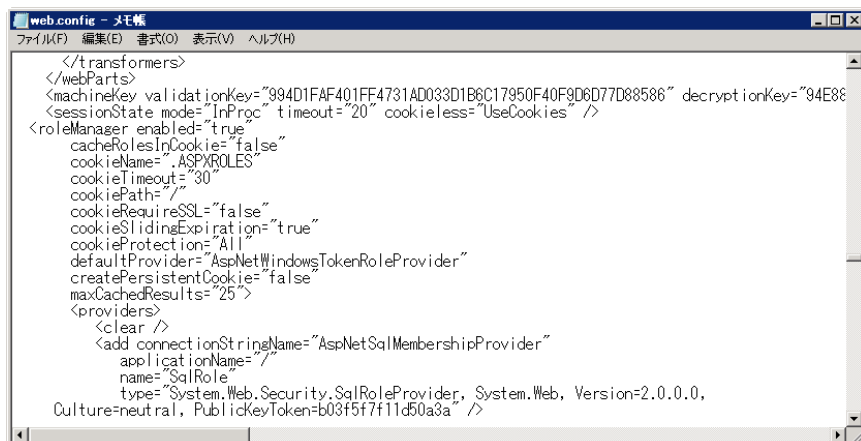 web.config - メモ帳
ファイル(F) 編集(E) 書式(O) 表示(V) ヘルプ(H)
</transformers>
</webParts>
<machineKey validationKey="994D1FAF401FF4731AD033D1B6C17950F40F9D6D77D88586" decryptionKey="94E88
<sessionState mode="InProc" timeout="20" cookieless="UseCookies" />
<roleManager enabled="true"
cacheRolesInCookie="false"
cookieName=".ASPXROLES"
cookieTimeout="30"
cookiePath="/"
cookieRequireSSL="false"
cookieSlidingExpiration="true"
cookieProtection="All"
defaultProvider="AspNetWindowsTokenRoleProvider"
createPersistentCookie="false"
maxCachedResults="25">
<providers>
<clear />
<add connectionStringName="AspNetSqlMembershipProvider"
applicationName="/"
name="SqlRole"
type="System.Web.Security.SqlRoleProvider, System.Web, Version=2.0.0.0,
Culture=neutral, PublicKeyToken=b03f5f7f11d50a3a" />